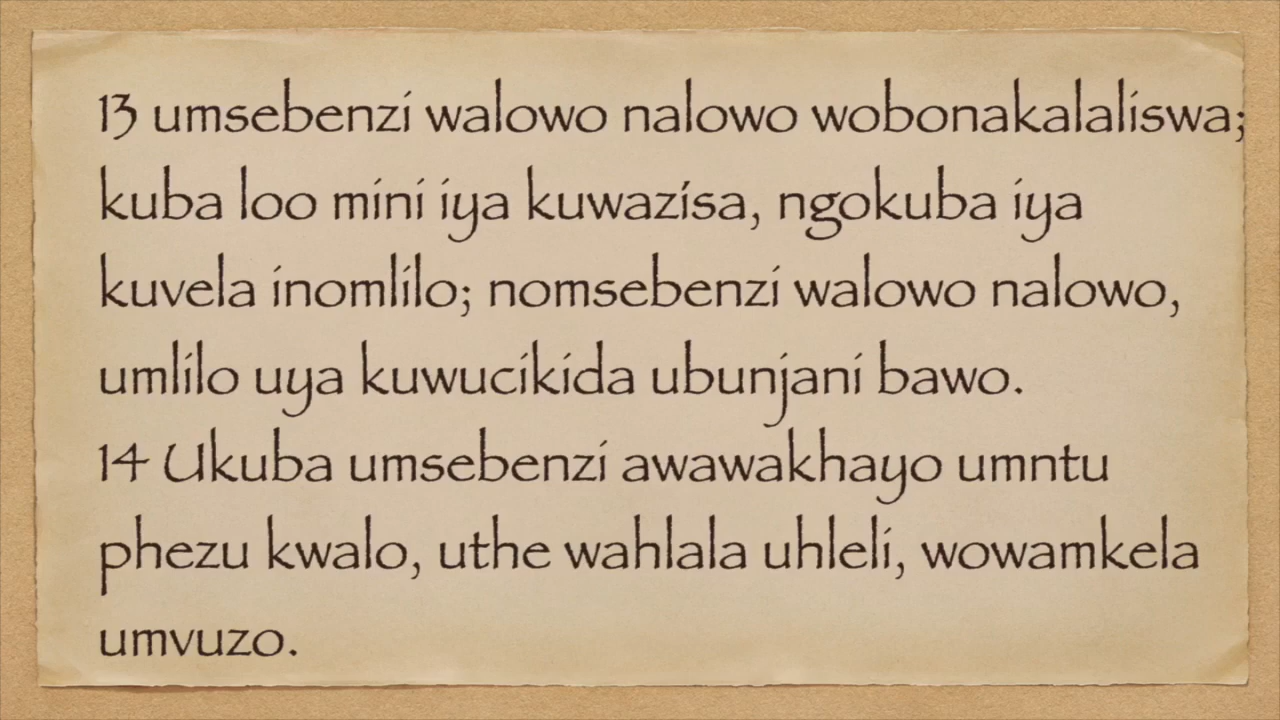 13 umsebenzi walowo nalowo wobonakalaliswa;
kuba loo mini iya kuwazísa, ngokuba iya
kuvela inomlilo; nomsebenzi walowo nalowo,
umlilo uya kuwucikida ubunjani bawo.
14 Ukuba umsebenzi awawakhayo umntu
phezu kwalo, uthe wahlala uhleli, wowamkela
umvuzo.